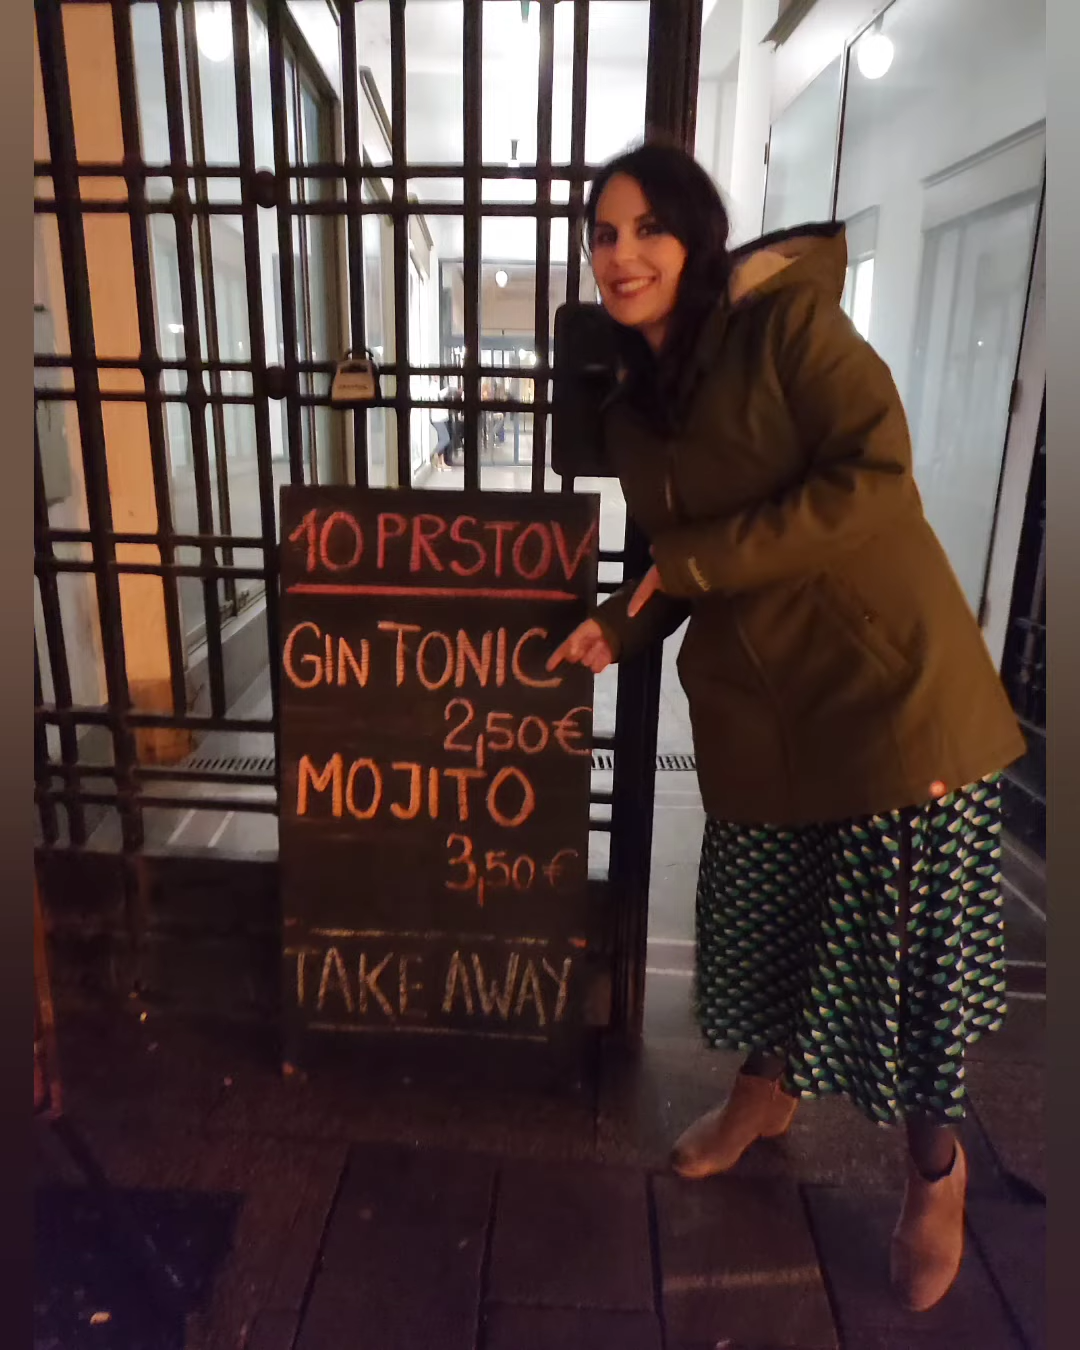 10 PRSTOV
GIN TONIC
2,50€
MOJITO
3,50€
TAKE AWAY